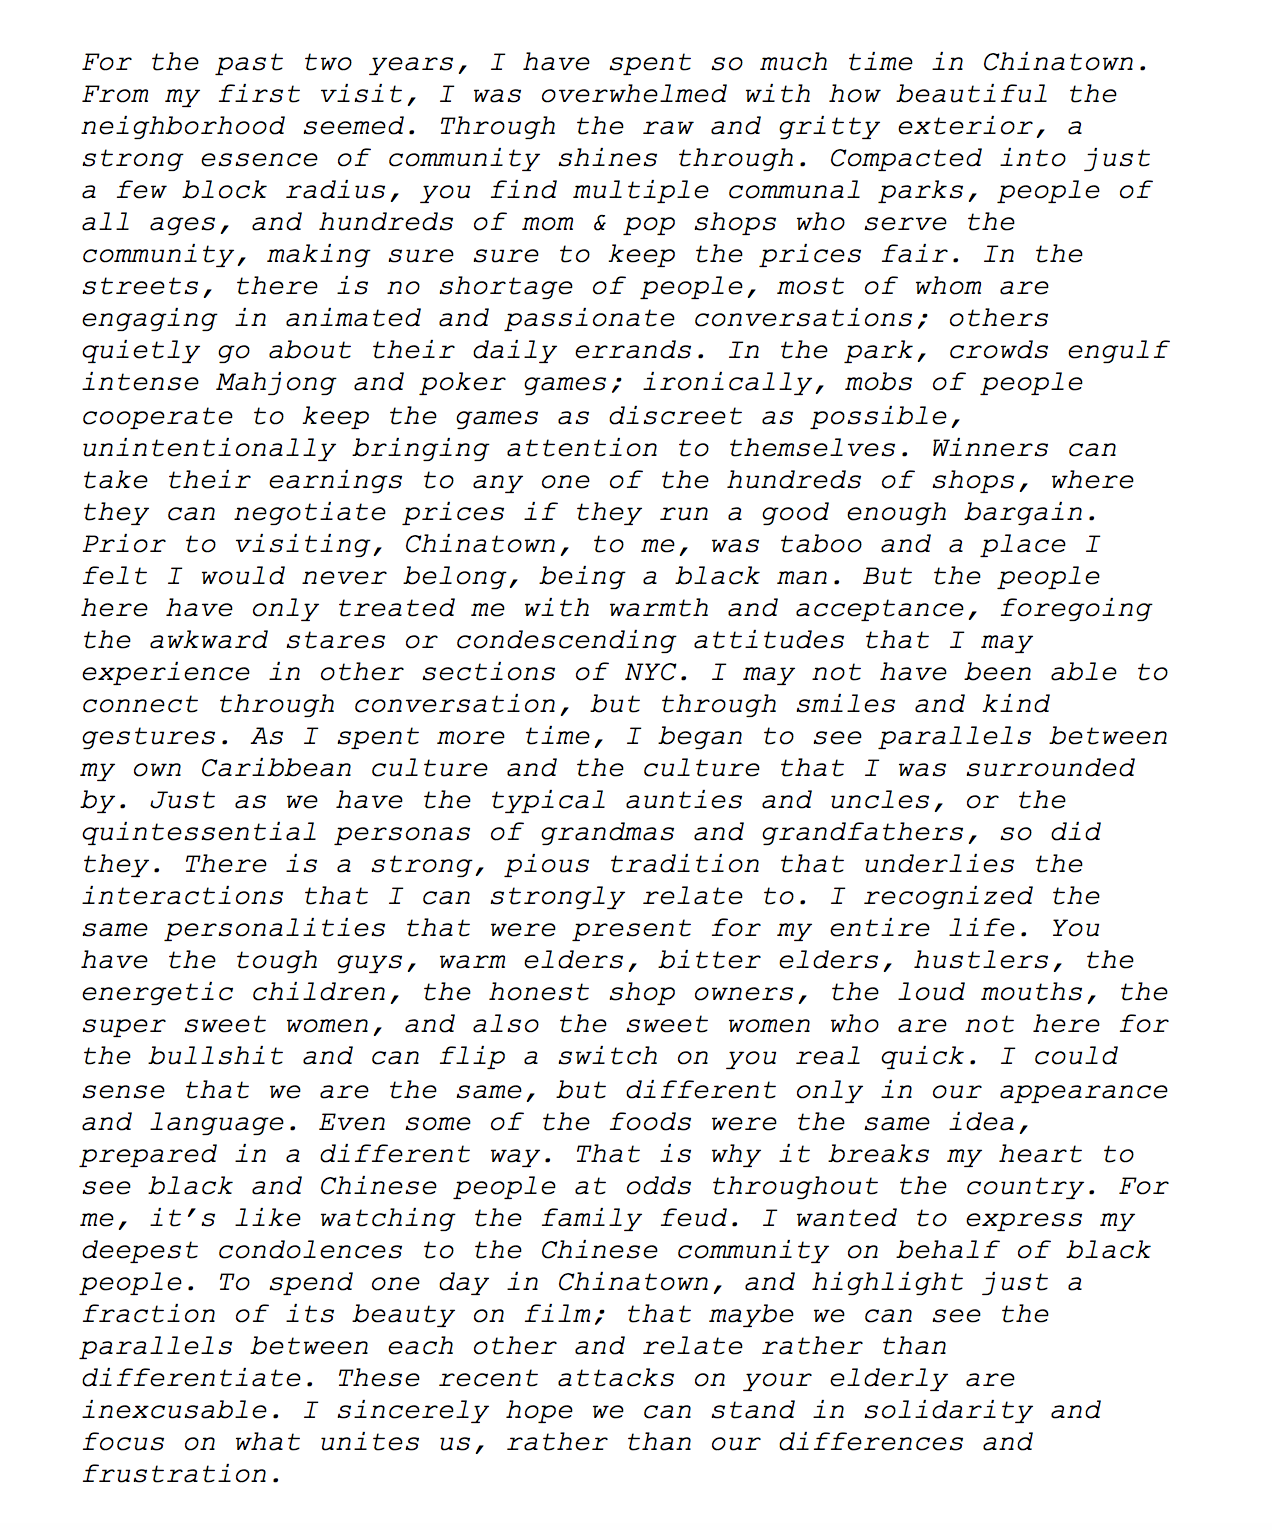 For the past two years, I have spent so much time in Chinatown.
From my first visit, I was overwhelmed with how beautiful the
neighborhood seemed. Through the raw and gritty exterior, a
strong essence of community shines through. Compacted into just
a few block radius, you find multiple communal parks, people of
all ages, and hundreds of mom & pop shops who serve the
community, making sure sure to keep the prices fair. In the
streets, there is no shortage of people, most of whom are
engaging in animated and passionate conversations; others
quietly go about their daily errands. In the park, crowds engulf
intense Mahjong and poker games; ironically, mobs of people
cooperate to keep the games as discreet as possible,
unintentionally bringing attention to themselves. Winners can
take their earnings to any one of the hundreds of shops, where
they can negotiate prices if they run a good enough bargain.
Prior to visiting, Chinatown, to me, was taboo and a place I
felt I would never belong, being a black man. But the people
here have only treated me with warmth and acceptance, foregoing
the awkward stares or condescending attitudes that I may
experience in other sections of NYC. I may not have been able to
connect through conversation, but through smiles and kind
gestures. As I spent more time, I began to see parallels between
my own Caribbean culture and the culture that I was surrounded
by. Just as we have the typical aunties and uncles, or the
quintessential personas of grandmas and grandfathers, so did
they. There is a strong, pious tradition that underlies the
interactions that I can strongly relate to. I recognized the
same personalities that were present for my entire life. You
have the tough guys, warm elders, bitter elders, hustlers, the
energetic children, the honest shop owners, the loud mouths, the
super sweet women, and also the sweet women who are not here for
the bullshit and can flip a switch on you real quick. I could
sense that we are the same, but different only in our appearance
and language. Even some of the foods were the same idea,
prepared in a different way. That is why it breaks my heart to
see black and Chinese people at odds throughout the country. For
me, it’s like watching the family feud. I wanted to express my
deepest condolences to the Chinese community on behalf of black
people. To spend one day in Chinatown, and highlight just a
fraction of its beauty on film; that maybe we can see the
parallels between each other and relate rather than
differentiate. These recent attacks on your elderly are
inexcusable. I sincerely hope we can stand in solidarity and
focus on what unites us, rather than our differences and
frustration.